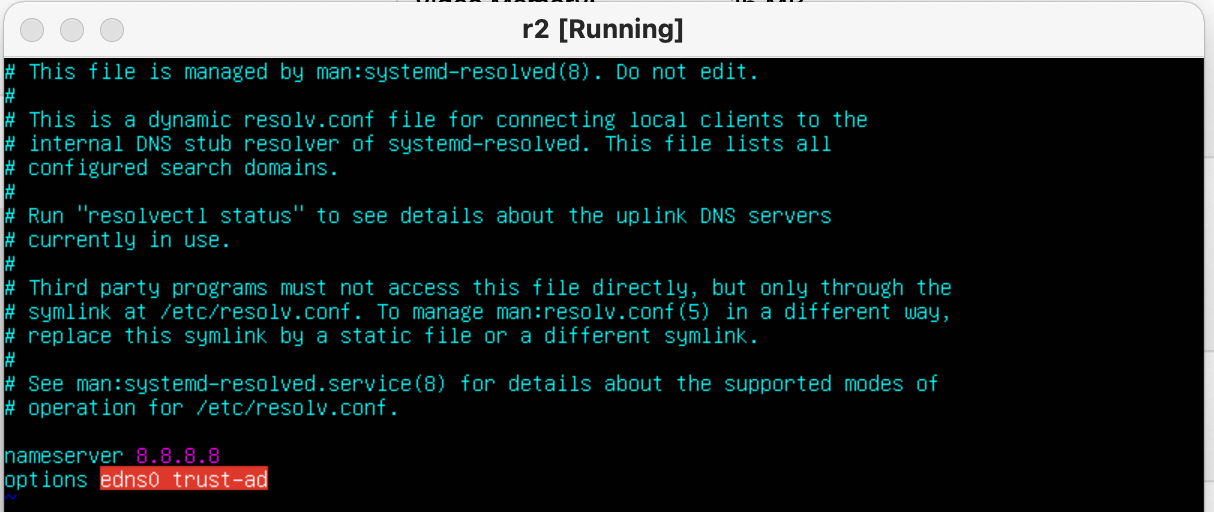 r2 [Running]
# This file is managed by man:systemd-resolved(8). Do not edit.
#
# This is a dynamic resolv.conf file for connecting local clients to the
# internal DNS stub resolver of systemd-resolved. This file lists all
# configured search domains.
#
# Run "resolvectl status" to see details about the uplink DNS servers
# currently in use.
#
# Third party programs must not access this file directly, but only through the
# symlink at /etc/resolv.conf. To manage man:resolv.conf(5) in a different way,
# replace this symlink by a static file or a different symlink.
#
# See man:systemd-resolved.service(8) for details about the supported modes of
# operation for /etc/resolv.conf.
nameserver 8.8.8.8
options edns0 trust-ad
~